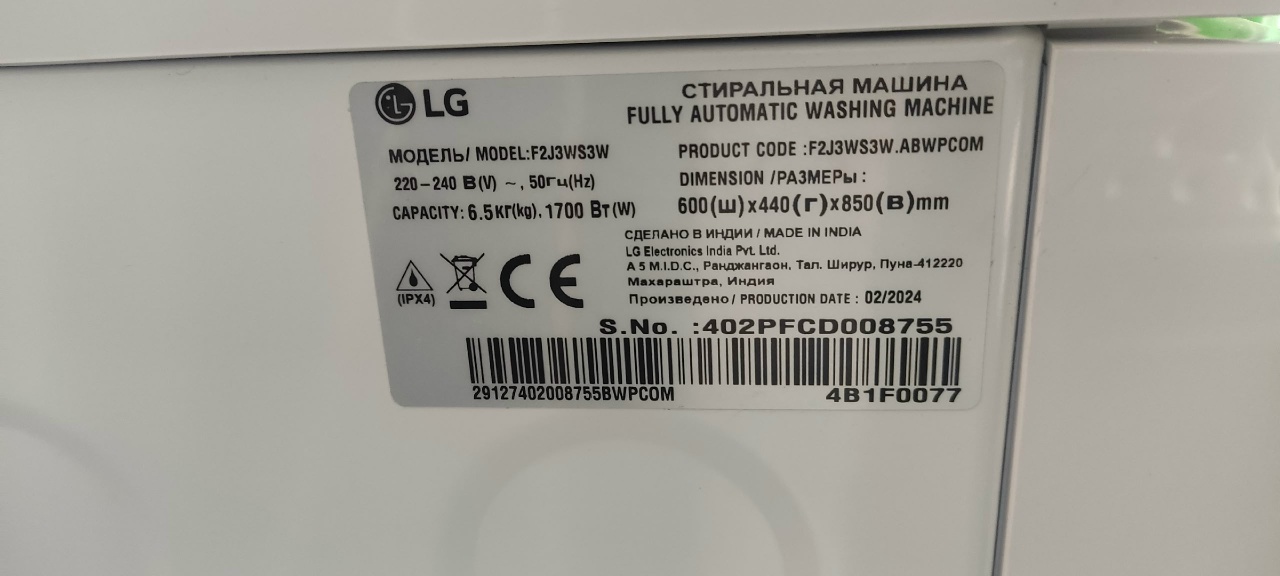 LG
СТИРАЛЬНАЯ МАШИНА
FULLY AUTOMATIC WASHING MACHINE
МОДЕЛЬ/ MODEL:F2J3WS3W
PRODUCT CODE :F2J3WS3W.ABWPCOM
220-240 В(V) ~, 50Гц(Hz)
DIMENSION /РАЗМЕРЫ :
CAPACITY: 6.5КГ(kg), 1700 Вт(W)
600(Ш)x440(Г)x850(В)mm
СДЕЛАНО В ИНДИИ / MADE IN INDIA
LG Electronics India Pvt. Ltd.
A 5 M.I.D.C., Ранджангаон, Тал. Ширур, Пуна-412220
Махараштра, Индия
(IPX4)
CE
Произведено/ PRODUCTION DATE : 02/2024
S.No. :402PFCD008755
29127402008755BWPCOM
4B1F0077